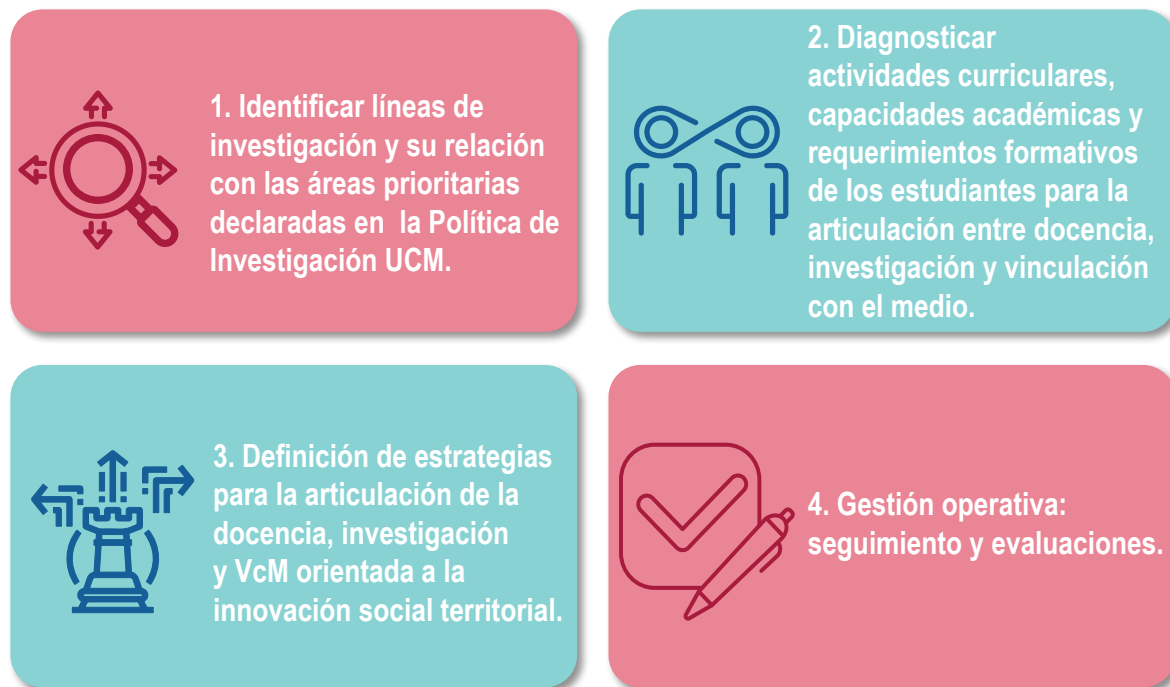 1. Identificar líneas de
investigación y su relación
con las áreas prioritarias
declaradas en  la Política de
Investigación UCM.
2. Diagnosticar
actividades curriculares,
capacidades académicas y
requerimientos formativos
de los estudiantes para la
articulación entre docencia,
investigación y vinculación
con el medio.
3. Definición de estrategias
para la articulación de la
docencia, investigación
y VcM orientada a la
innovación social territorial.
4. Gestión operativa:
seguimiento y evaluaciones.